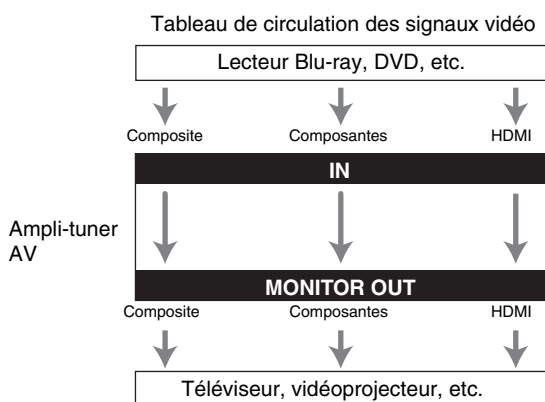 Tableau de circulation des signaux vidéo
Lecteur Blu-ray, DVD, etc.
Composite Composantes HDMI
IN
Ampli-tuner
AV
MONITOR OUT
Composite Composantes HDMI
Téléviseur, vidéoprojecteur, etc.